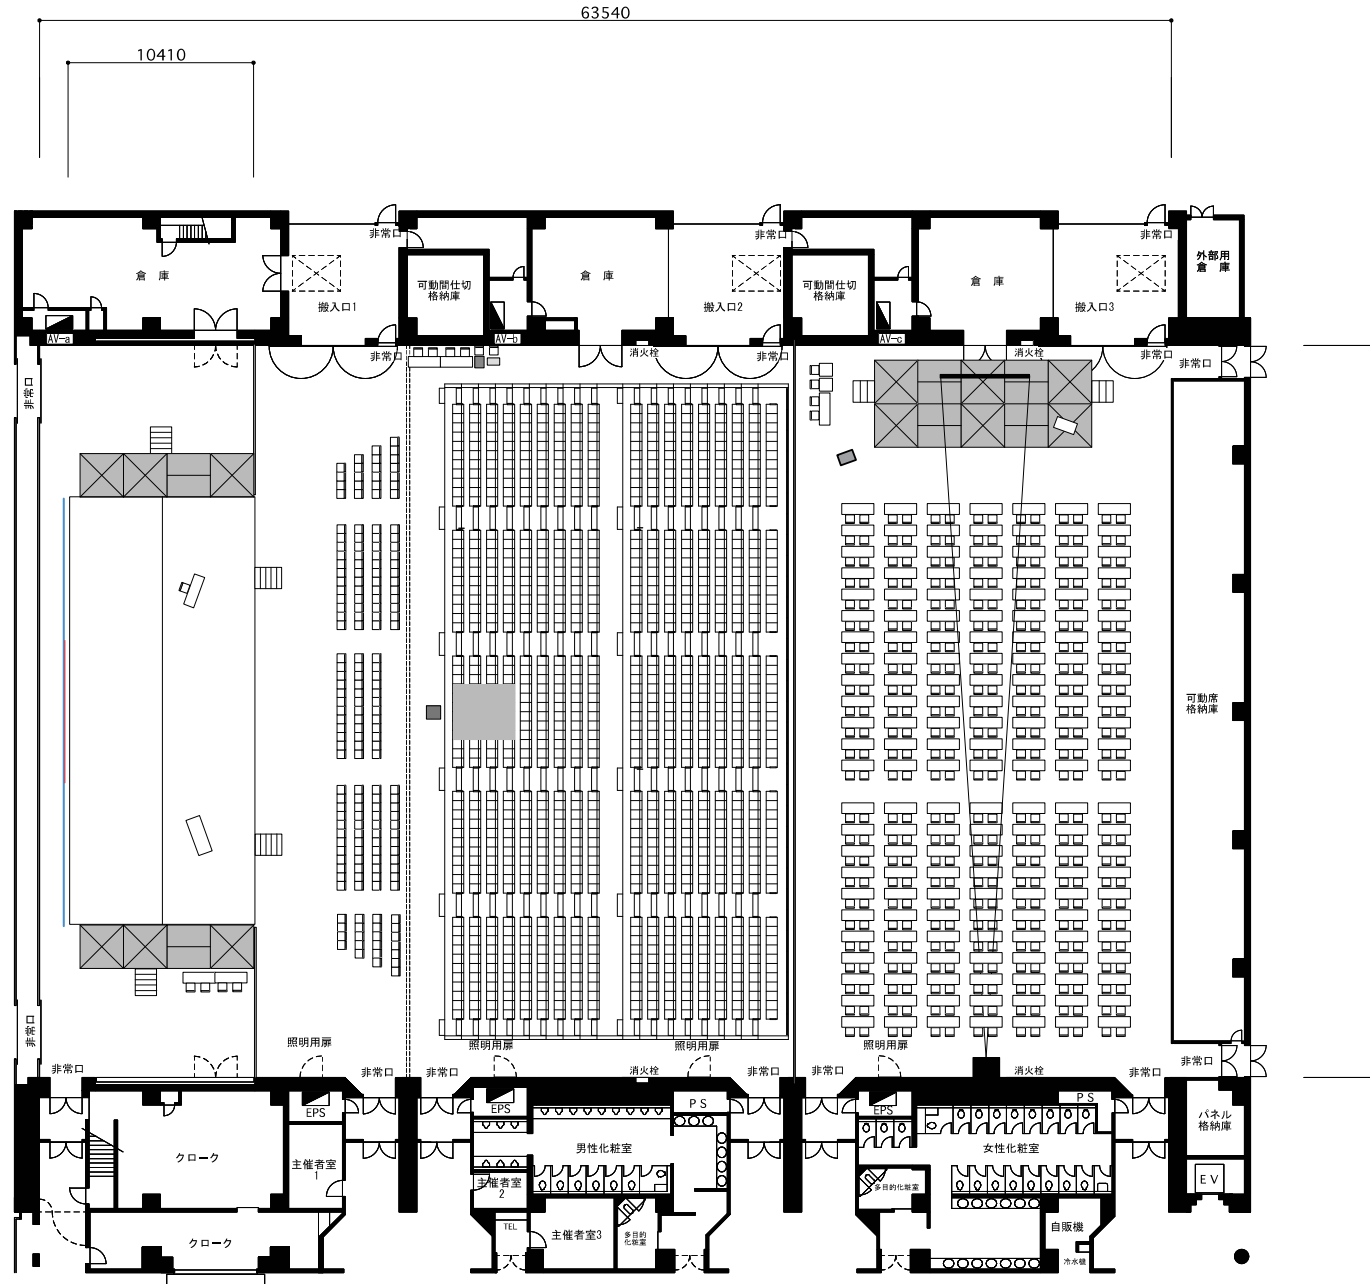 63540
10410
非常口
非常口
非常口
倉 庫
可動間仕切
格納庫
倉 庫
可動間仕切
格納庫
倉 庫
外部用
倉 庫
搬入口1
搬入口2
搬入口3
AV-a
AV-b
AV-c
非常口
消火栓
非常口
消火栓
非常口
非常口
非常口
可動席
格納庫
非常口
照明用扉
照明用扉
照明用扉
照明用扉
非常口
非常口
非常口
消火栓
非常口
非常口
消火栓
非常口
非常口
EPS
EPS
PS
EPS
PS
パネル
格納庫
クローク
主催者室
1
男性化粧室
女性化粧室
主催者室
2
多目的化粧室
EV
クローク
TEL
主催者室3
多目的
化粧室
自販機
冷水機